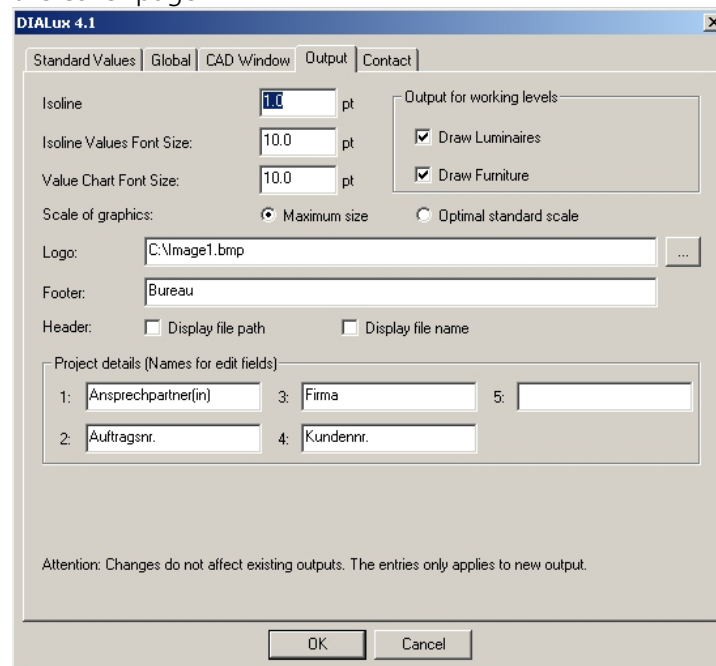 DIALux 4.1
Standard Values Global CAD Window Output Contact
Isoline 1.0 pt
Isoline Values Font Size: 10.0 pt
Value Chart Font Size: 10.0 pt
Output for working levels
Draw Luminaires
Draw Furniture
Scale of graphics: Maximum size Optimal standard scale
Logo: C:\Image1.bmp ...
Footer: Bureau
Header: Display file path Display file name
Project details (Names for edit fields)
1: Ansprechpartner(in) 3: Firma 5:
2: Auftragsnr. 4: Kundennr.
Attention: Changes do not affect existing outputs. The entries only applies to new output.
OK Cancel